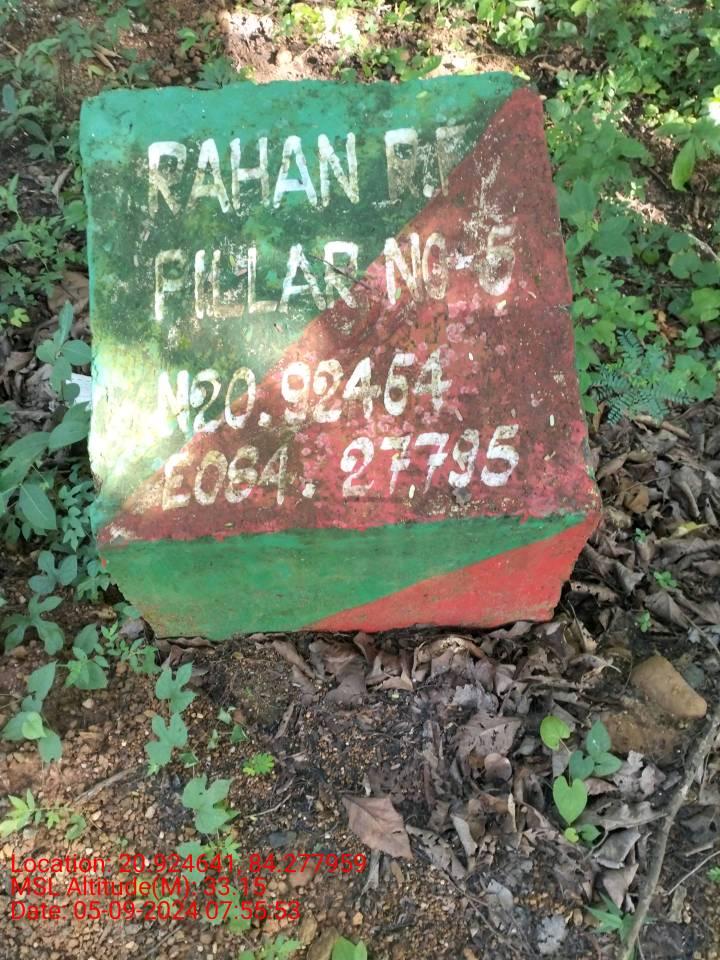 RAHAN R.F
PILLAR NO-5
N20.92464
E084.27795
Location: 20.924641, 84.277959
MSL Altitude(M): 33.15
Date: 05-09-2024 07:55:53